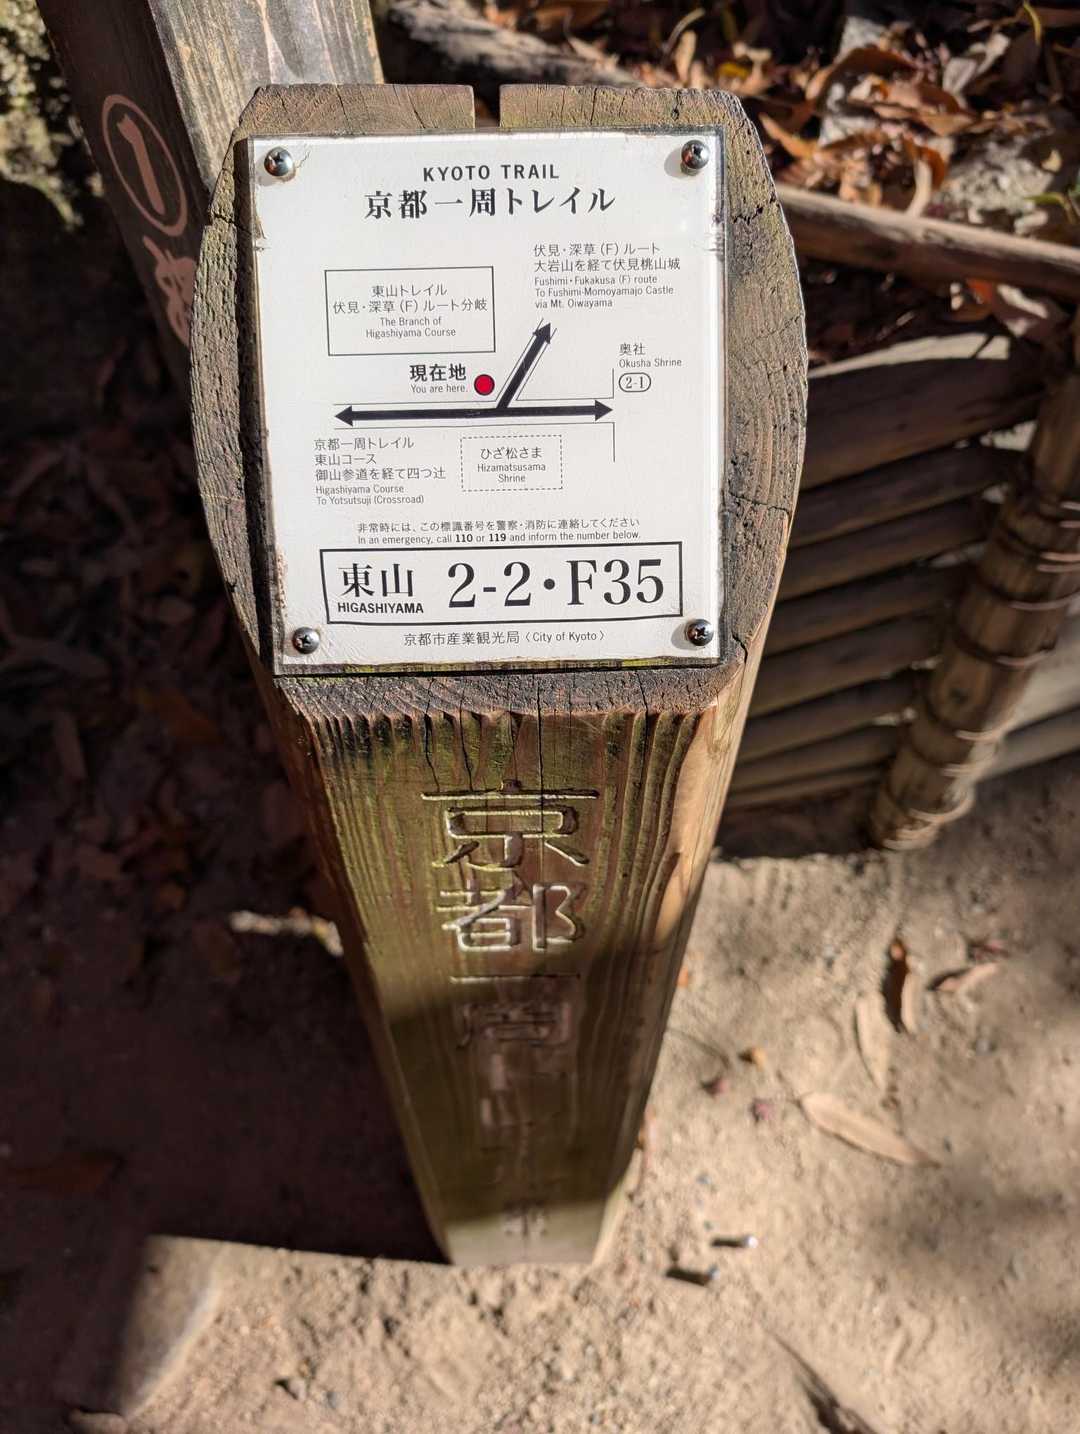 KYOTO TRAIL
京都一周トレイル
伏見・深草（F）ルート
大岩山を経て伏見桃山城
Fushimi・Fukakusa (F) route
To Fushimi-Momoyamajo Castle
via Mt. Oiwayama
東山トレイル
伏見・深草（F）ルート分岐
The Branch of
Higashiyama Course
奥社
Okusha Shrine
2-1
現在地
You are here.
京都一周トレイル
東山コース
御山参道を経て四つ辻
Higashiyama Course
To Yotsutsuji (Crossroad)
ひざ松さま
Hizamatsusama
Shrine
非常時には、この標識番号を警察・消防に連絡してください
In an emergency, call 110 or 119 and inform the number below.
東山
HIGASHIYAMA
2-2・F35
京都市産業観光局〈City of Kyoto〉
京
都
一
周